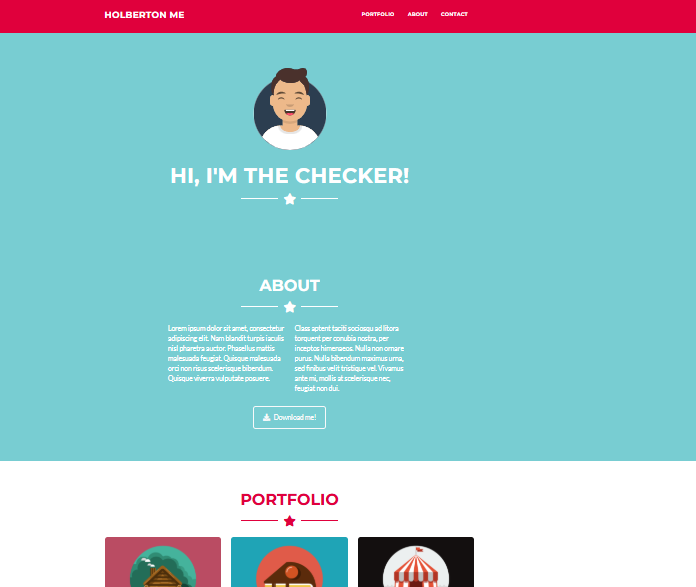 HOLBERTON ME
PORTFOLIO ABOUT CONTACT
HI, I'M THE CHECKER!
ABOUT
Lorem ipsum dolor sit amet, consectetur
adipiscing elit. Nam blandit turpis iaculis
nisl pharetra auctor. Phasellus mattis
malesuada feugiat. Quisque malesuada
orci non risus scelerisque bibendum.
Quisque viverra vulputate posuere.
Class aptent taciti sociosqu ad litora
torquent per conubia nostra, per
inceptos himenaeos. Nulla non ornare
purus. Nulla bibendum maximus urna,
sed finibus velit tristique vel. Vivamus
ante mi, mollis at scelerisque nec,
feugiat non dui.
Download me!
PORTFOLIO